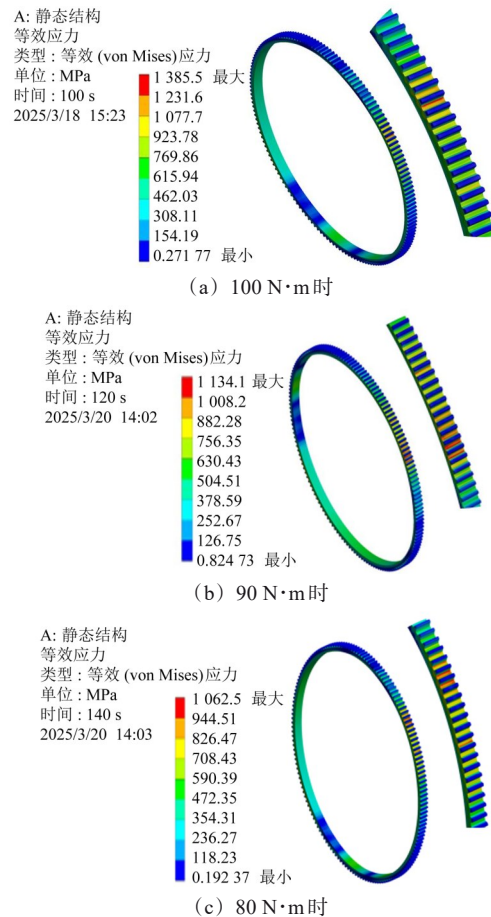 A: 静态结构
等效应力
类型 : 等效 (von Mises) 应力
单位 : MPa
时间 : 100 s
2025/3/18 15:23
1 385.5 最大
1 231.6
1 077.7
923.78
769.86
615.94
462.03
308.11
154.19
0.271 77 最小
（a）100 N·m时
A: 静态结构
等效应力
类型 : 等效 (von Mises) 应力
单位 : MPa
时间 : 120 s
2025/3/20 14:02
1 134.1 最大
1 008.2
882.28
756.35
630.43
504.51
378.59
252.67
126.75
0.824 73 最小
（b）90 N·m时
A: 静态结构
等效应力
类型 : 等效 (von Mises) 应力
单位 : MPa
时间 : 140 s
2025/3/20 14:03
1 062.5 最大
944.51
826.47
708.43
590.39
472.35
354.31
236.27
118.23
0.192 37 最小
（c）80 N·m时